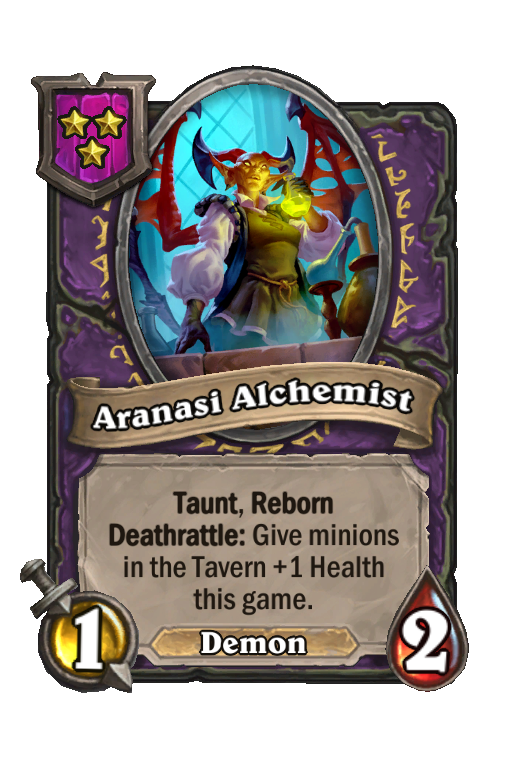 Aranasi Alchemist
Taunt, Reborn
Deathrattle: Give minions
in the Tavern +1 Health
this game.
1
Demon
2